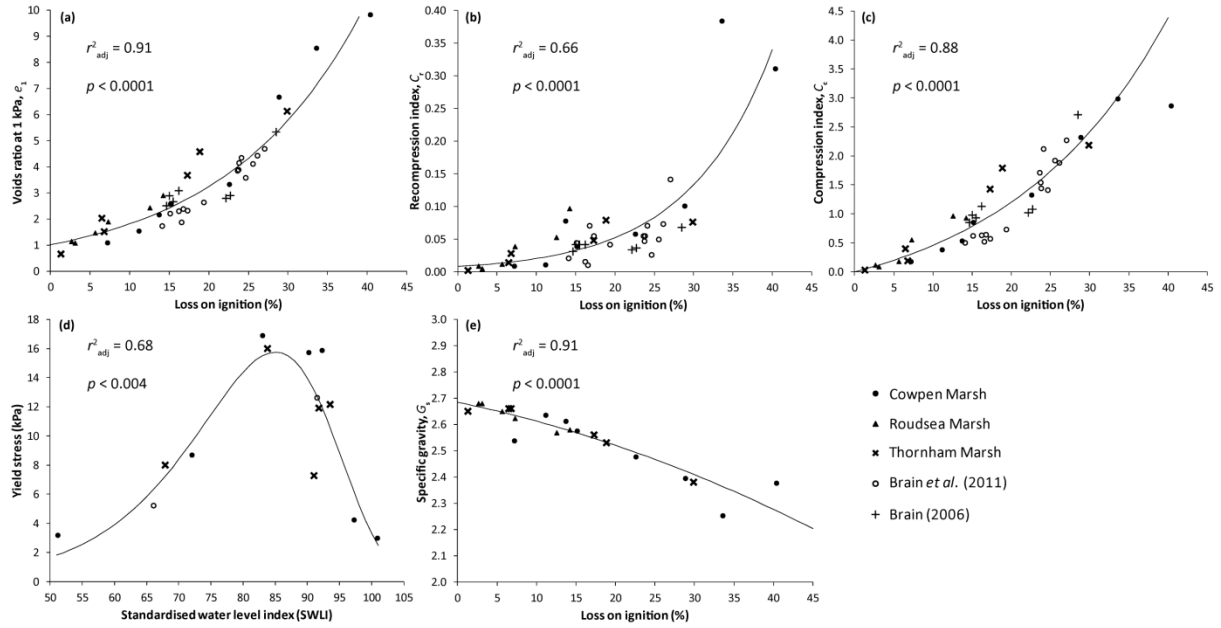 (a)
r²adj = 0.91
p < 0.0001
Voids ratio at 1 kPa, e₁
10
9
8
7
6
5
4
3
2
1
0
0 5 10 15 20 25 30 35 40 45
Loss on ignition (%)
(b)
r²adj = 0.66
p < 0.0001
Recompression index, Cr
0.40
0.35
0.30
0.25
0.20
0.15
0.10
0.05
0.00
0 5 10 15 20 25 30 35 40 45
Loss on ignition (%)
(c)
r²adj = 0.88
p < 0.0001
Compression index, Cc
5.0
4.5
4.0
3.5
3.0
2.5
2.0
1.5
1.0
0.5
0.0
0 5 10 15 20 25 30 35 40 45
Loss on ignition (%)
(d)
r²adj = 0.68
p < 0.004
Yield stress (kPa)
18
16
14
12
10
8
6
4
2
0
50 55 60 65 70 75 80 85 90 95 100 105
Standardised water level index (SWLI)
(e)
r²adj = 0.91
p < 0.0001
Specific gravity, Gs
3.0
2.9
2.8
2.7
2.6
2.5
2.4
2.3
2.2
2.1
2.0
0 5 10 15 20 25 30 35 40 45
Loss on ignition (%)
Cowpen Marsh
Roudsea Marsh
Thornham Marsh
Brain et al. (2011)
Brain (2006)